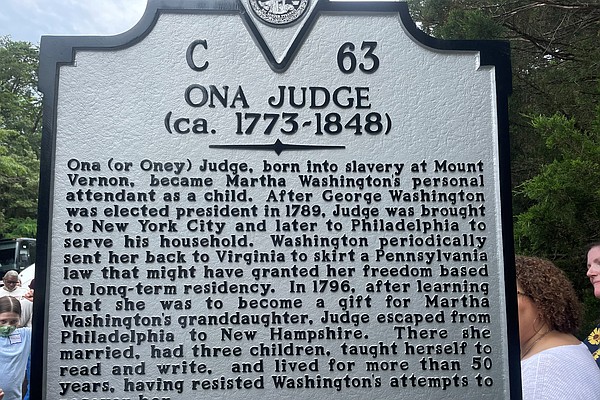 C 63
ONA JUDGE
(ca. 1773-1848)
Ona (or Oney) Judge, born into slavery at Mount
Vernon, became Martha Washington's personal
attendant as a child. After George Washington
was elected president in 1789, Judge was brought
to New York City and later to Philadelphia to
serve his household. Washington periodically
sent her back to Virginia to skirt a Pennsylvania
law that might have granted her freedom based
on long-term residency. In 1796, after learning
that she was to become a gift for Martha
Washington's granddaughter, Judge escaped from
Philadelphia to New Hampshire. There she
married, had three children, taught herself to
read and write, and lived for more than 50
years, having resisted Washington's attempts to